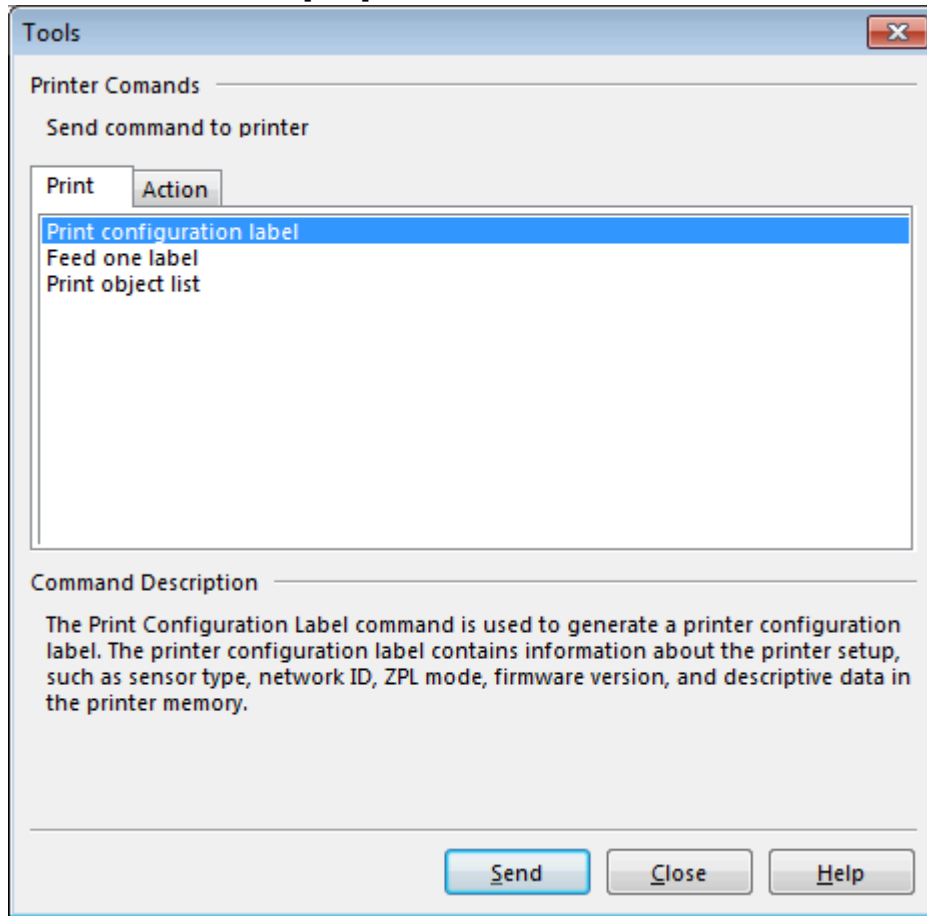 Tools
Printer Comands
Send command to printer
Print
Action
Print configuration label
Feed one label
Print object list
Command Description
The Print Configuration Label command is used to generate a printer configuration
label. The printer configuration label contains information about the printer setup,
such as sensor type, network ID, ZPL mode, firmware version, and descriptive data in
the printer memory.
Send
Close
Help